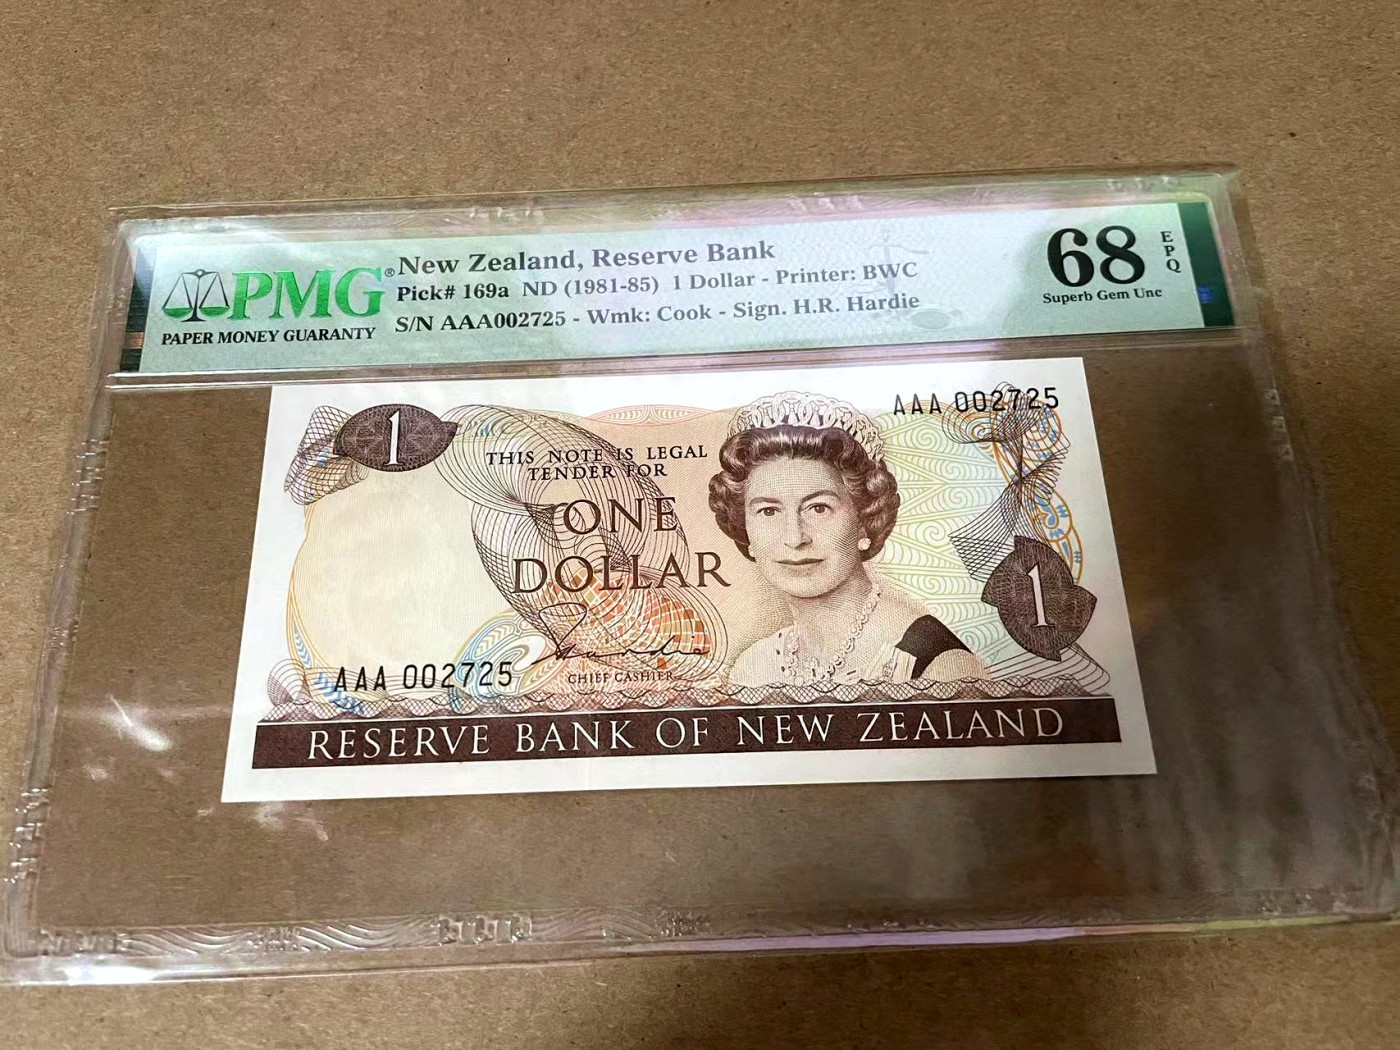 PMG®
PAPER MONEY GUARANTY
New Zealand, Reserve Bank
Pick# 169a ND (1981-85) 1 Dollar - Printer: BWC
S/N AAA002725 - Wmk: Cook - Sign. H.R. Hardie
68
EPQ
Superb Gem Unc
1
AAA 002725
THIS NOTE IS LEGAL
TENDER FOR
ONE
DOLLAR
1
Hardie
AAA 002725
CHIEF CASHIER
RESERVE BANK OF NEW ZEALAND